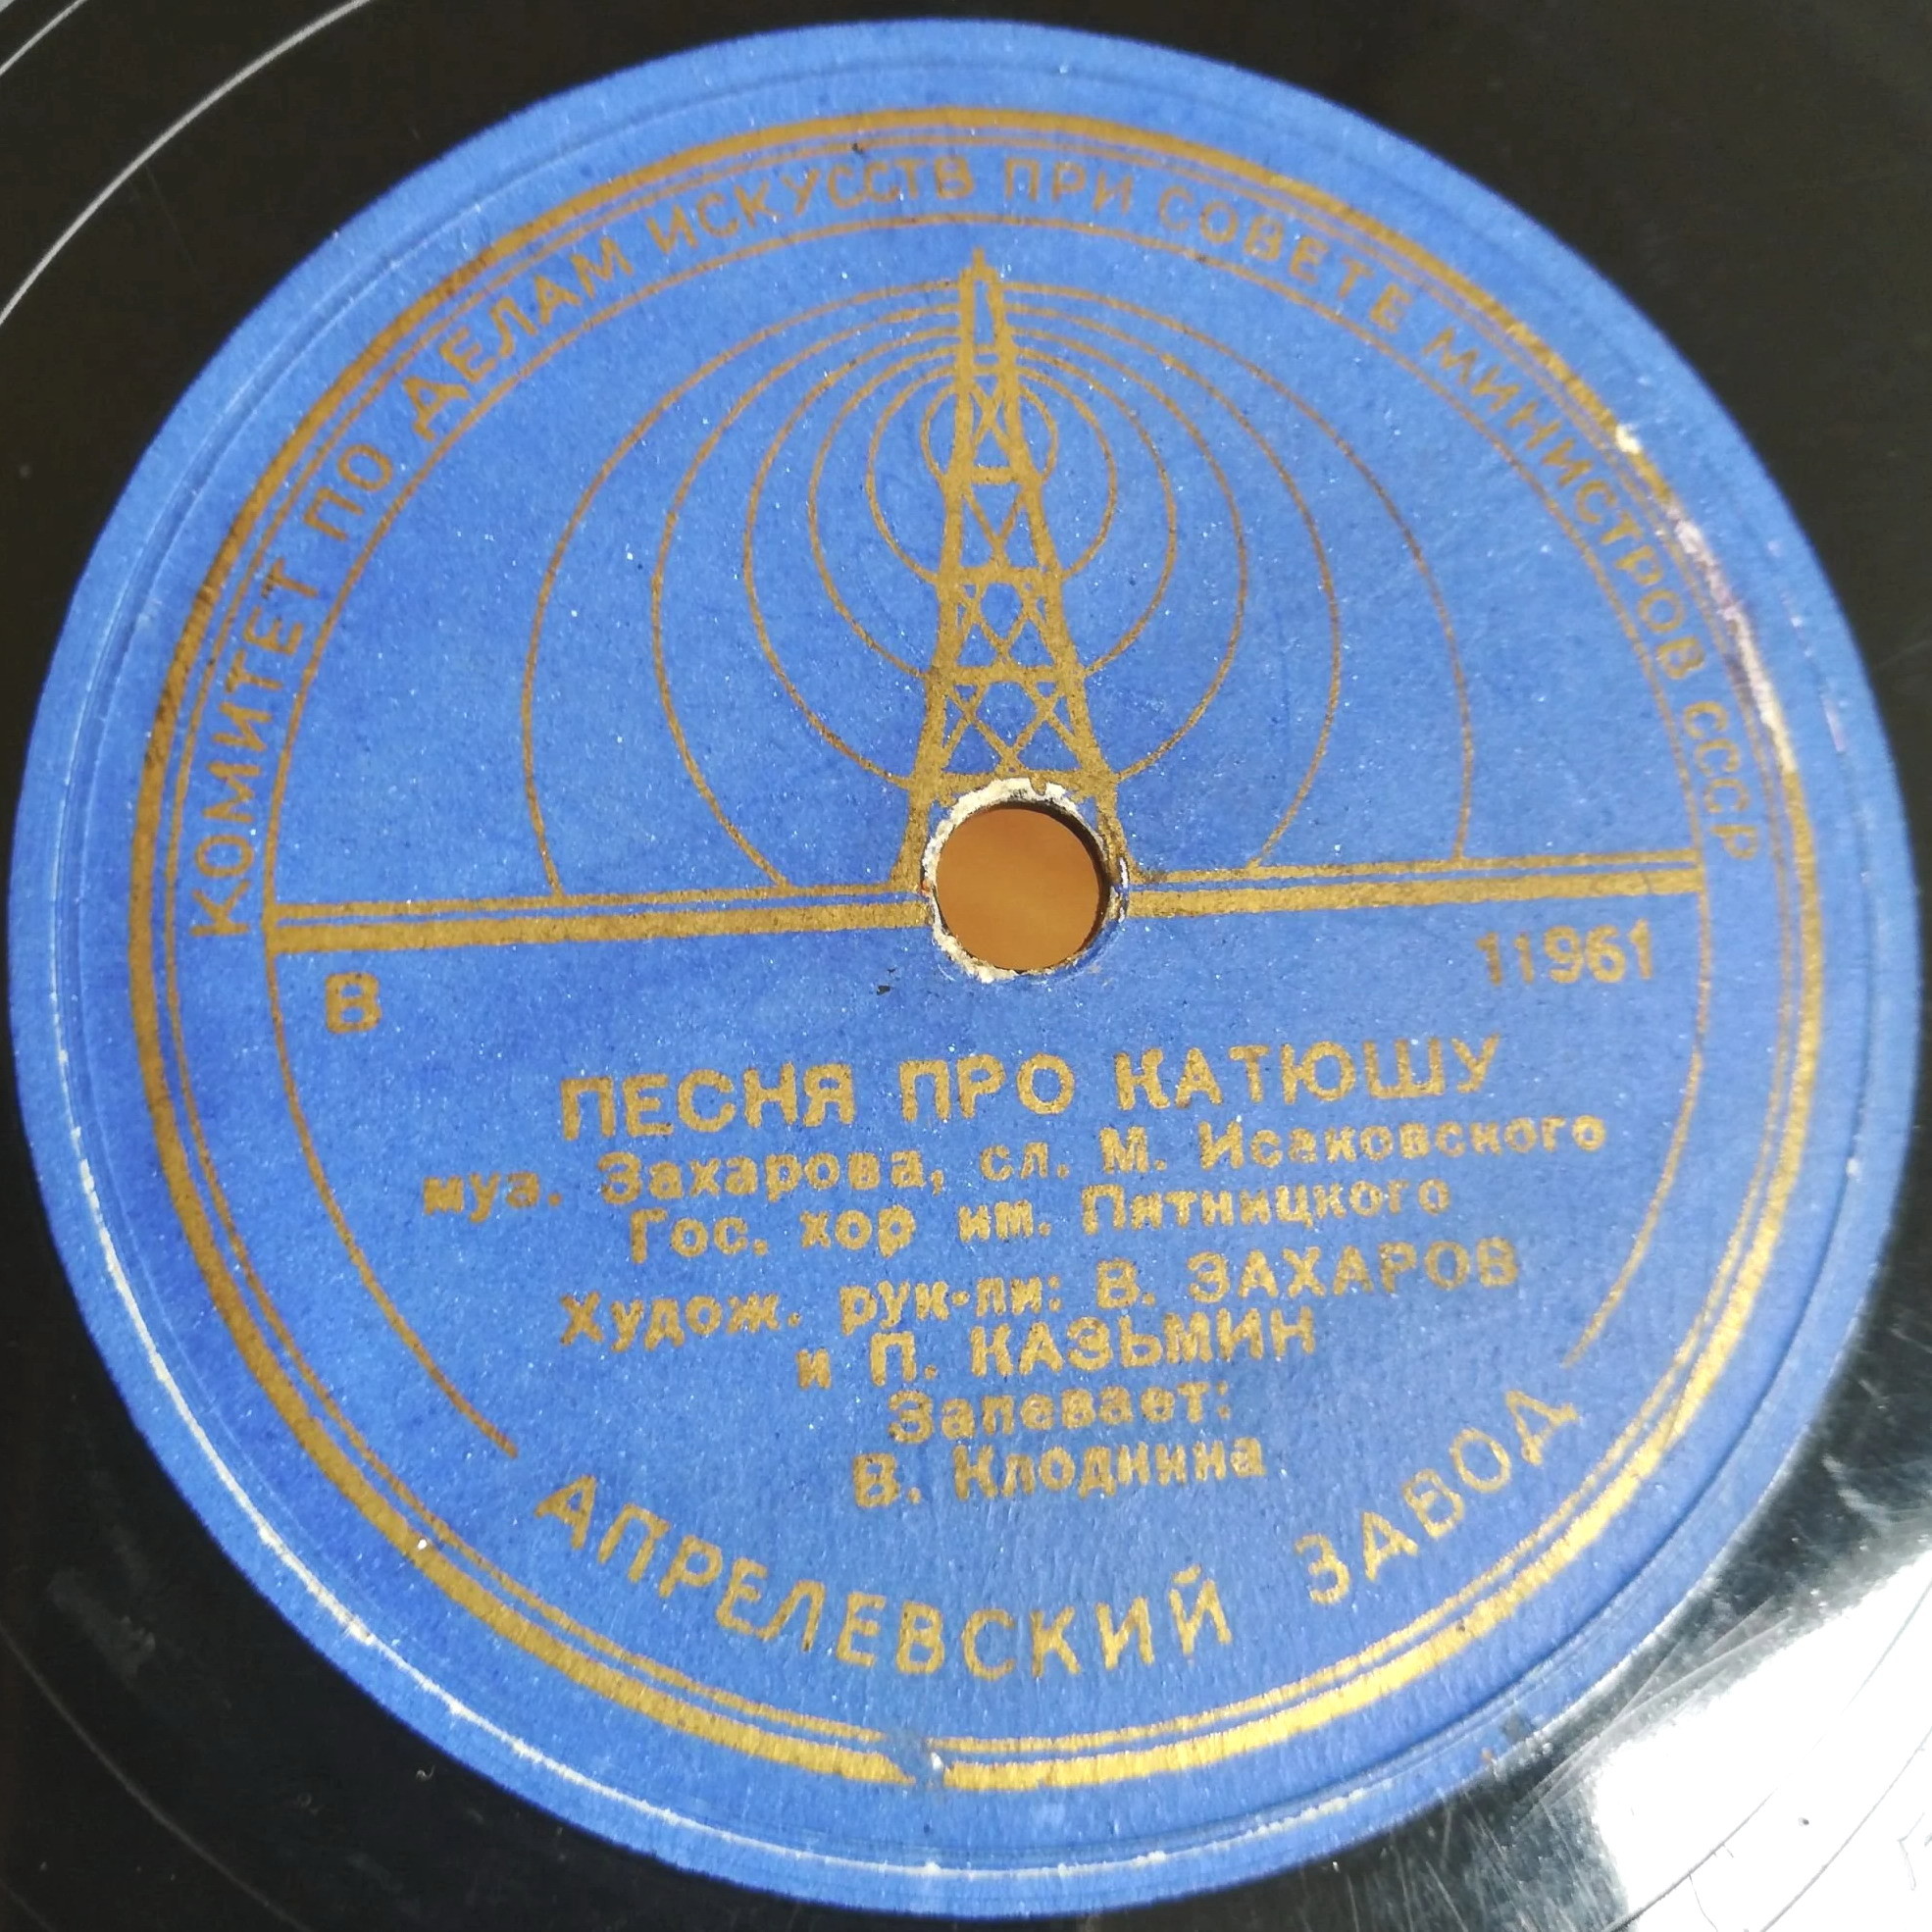 КОМИТЕТ ПО ДЕЛАМ ИСКУССТВ ПРИ СОВЕТЕ МИНИСТРОВ СССР
В 11961
ПЕСНЯ ПРО КАТЮШУ
муз. Захарова, сл. М. Исаковского
Гос. хор им. Пятницкого
Худож. рук-ли: В. ЗАХАРОВ
и П. КАЗЬМИН
Запевает:
В. Клоднина
АПРЕЛЕВСКИЙ ЗАВОД